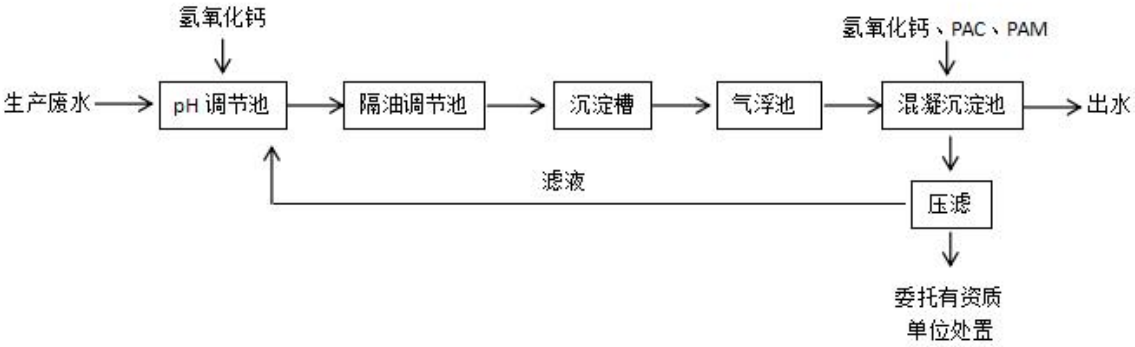 氢氧化钙
氢氧化钙、PAC、PAM
生产废水
pH 调节池
隔油调节池
沉淀槽
气浮池
混凝沉淀池
出水
滤液
压滤
委托有资质
单位处置